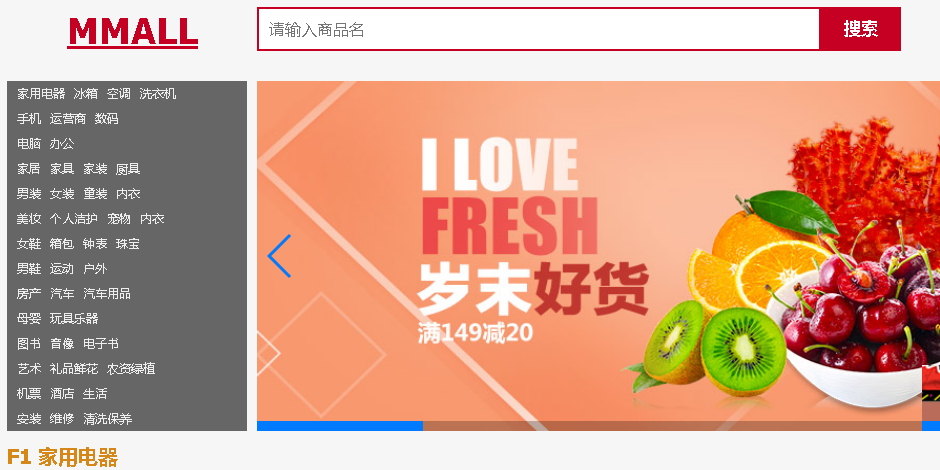 MMALL
请输入商品名
搜索
家用电器 冰箱 空调 洗衣机
手机 运营商 数码
电脑 办公
家居 家具 家装 厨具
男装 女装 童装 内衣
美妆 个人洁护 宠物 内衣
女鞋 箱包 钟表 珠宝
男鞋 运动 户外
房产 汽车 汽车用品
母婴 玩具乐器
图书 音像 电子书
艺术 礼品鲜花 农资绿植
机票 酒店 生活
安装 维修 清洗保养
I LOVE
FRESH
岁末好货
满149减20
F1 家用电器